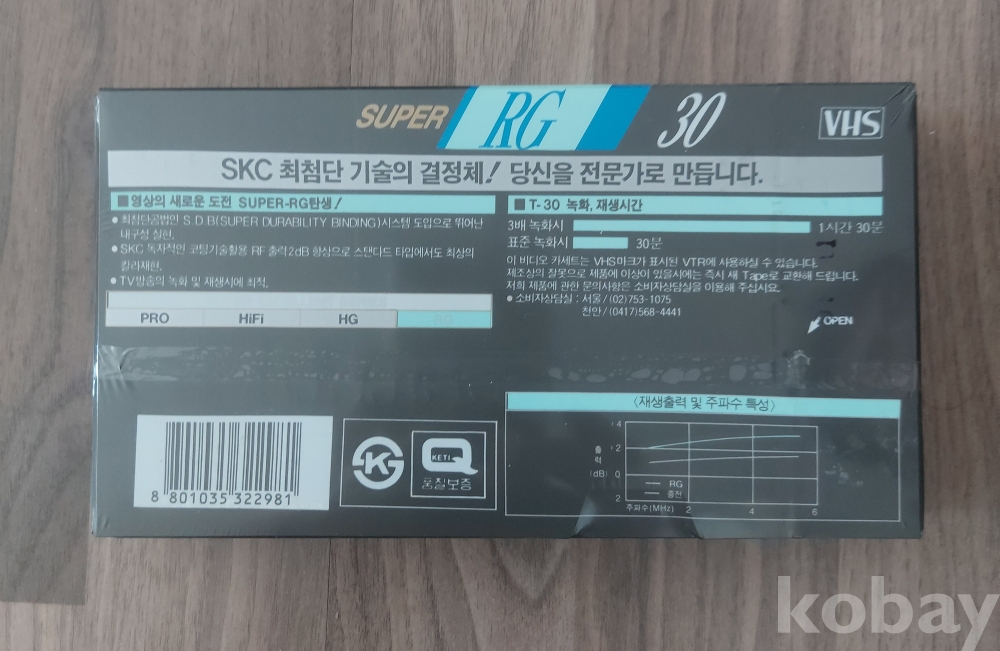 SUPER RG 30
VHS
SKC 최첨단 기술의 결정체! 당신을 전문가로 만듭니다.
■ 영상의 새로운 도전 SUPER-RG탄생!
● 최첨단공법인 S.D.B(SUPER DURABILITY BINDING)시스템 도입으로 뛰어난
내구성 실현.
● SKC 독자적인 코팅기술활용 RF 출력2dB 향상으로 스탠다드 타입에서도 최상의
칼라재현.
● TV방송의 녹화 및 재생시에 최적.
PRO HiFi HG RG
■ T-30 녹화, 재생시간
3배 녹화시 1시간 30분
표준 녹화시 30분
이 비디오 카세트는 VHS마크가 표시된 VTR에 사용하실 수 있습니다.
제조상의 잘못으로 제품에 이상이 있을시에는 즉시 새 Tape로 교환해 드립니다.
저희 제품에 관한 문의사항은 소비자상담실을 이용해 주십시요.
● 소비자상담실 : 서울/(02)753-1075
천안/(0417)568-4441
OPEN
8 801035 322981
KETI Q
품질보증
〈재생출력 및 주파수 특성〉
+4
+2
0
2
출력
(dB)
RG
종전
주파수(MHz) 2 4 6
kobay